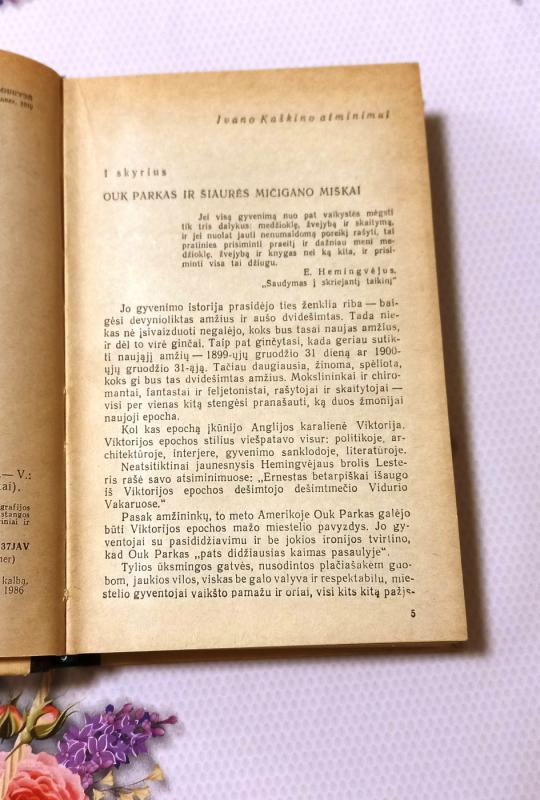 Ivano Kaškino atminimui
I skyrius
OUK PARKAS IR ŠIAURĖS MIČIGANO MIŠKAI
Jei visą gyvenimą nuo pat vaikystės mėgsti
tik tris dalykus: medžioklę, žvejybą ir skaitymą,
ir jei nuolat jauti nenumaldomą poreikį rašyti, tai
pratinies prisiminti praeitį ir dažniau meni me-
džioklę, žvejybą ir knygas nei ką kita, ir prisi-
minti visa tai džiugu.
E. Hemingvėjus,
„Saudymas į skriejantį taikinį"
Jo gyvenimo istorija prasidėjo ties ženklia riba — bai-
gėsi devynioliktas amžius ir aušo dvidešimtas. Tada nie-
kas nė įsivaizduoti negalėjo, koks bus tasai naujas amžius,
ir dėl to virė ginčai. Taip pat ginčytasi, kada geriau sutik-
ti naująjį amžių — 1899-ųjų gruodžio 31 dieną ar 1900-
ųjų gruodžio 31-ąją. Tačiau daugiausia, žinoma, spėliota,
koks gi bus tas dvidešimtas amžius. Mokslininkai ir chiro-
mantai, fantastai ir feljetonistai, rašytojai ir skaitytojai —
visi per vienas kitą stengėsi pranašauti, ką duos žmonijai
naujoji epocha.
Kol kas epochą įkūnijo Anglijos karalienė Viktorija.
Viktorijos epochos stilius viešpatavo visur: politikoje, ar-
chitektūroje, interjere, gyvenimo sanklodoje, literatūroje.
Neatsitiktinai jaunesnysis Hemingvėjaus brolis Leste-
ris rašė savo atsiminimuose: „Ernestas betarpiškai išaugo
iš Viktorijos epochos dešimtojo dešimtmečio Vidurio
Vakaruose."
Pasak amžininkų, to meto Amerikoje Ouk Parkas galėjo
būti Viktorijos epochos mažo miestelio pavyzdys. Jo gy-
ventojai su pasididžiavimu ir be jokios ironijos tvirtino,
kad Ouk Parkas „pats didžiausias kaimas pasaulyje".
Tylios ūksmingos gatvės, nusodintos plačiašakėm guo-
bom, jaukios vilos, viskas be galo valyva ir respektabilu, mie-
stelio gyventojai vaikšto pamažu ir oriai, visi kits kitą pažįs-
5
— V.:
kai).
grafijos
stangos
riniai ir
37JAV
ner)
kalbą,
1986